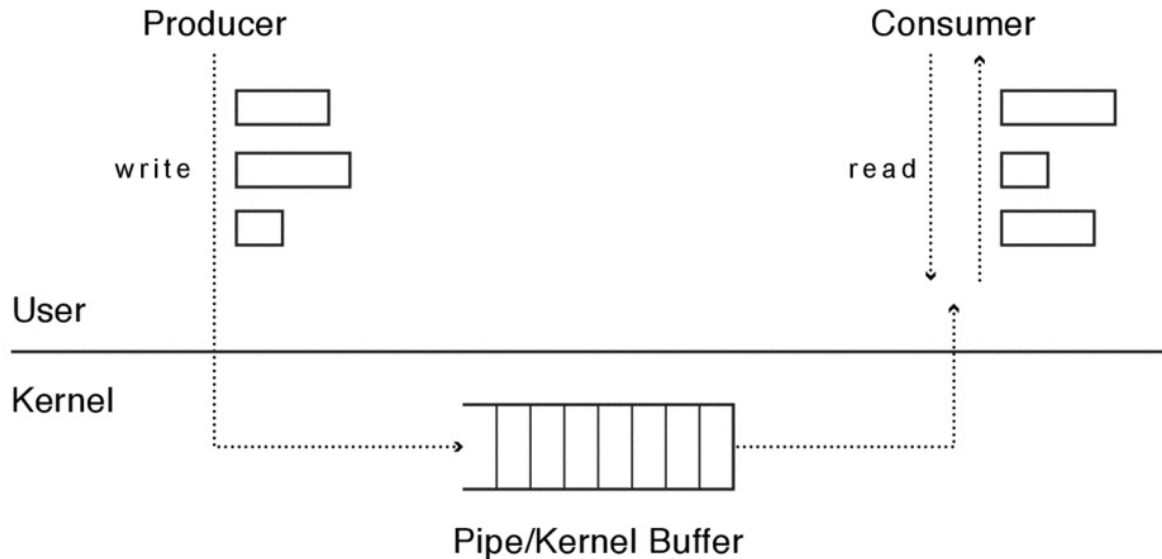 Producer
Consumer
write
read
User
Kernel
Pipe/Kernel Buffer